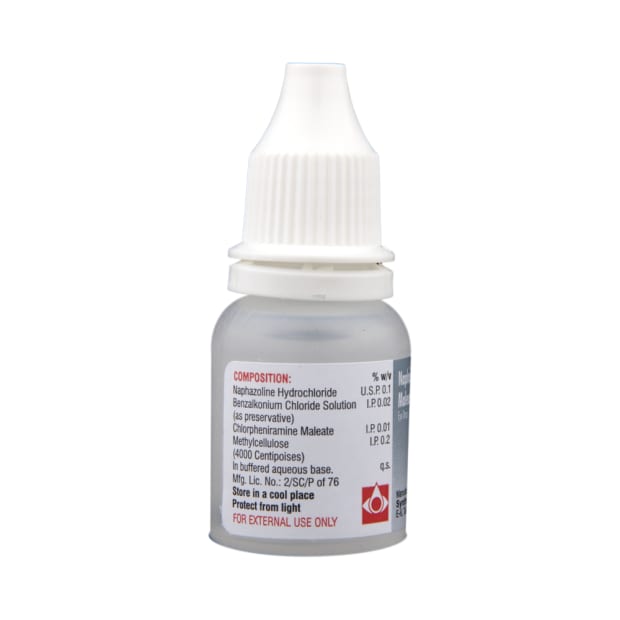 COMPOSITION: % w/v
Naphazoline Hydrochloride U.S.P. 0.1
Benzalkonium Chloride Solution I.P. 0.02
(as preservative)
Chlorpheniramine Maleate I.P. 0.01
Methylcellulose I.P. 0.2
(4000 Centipoises)
In buffered aqueous base. q.s.
Mfg. Lic. No.: 2/SC/P of 76
Store in a cool place
Protect from light
FOR EXTERNAL USE ONLY